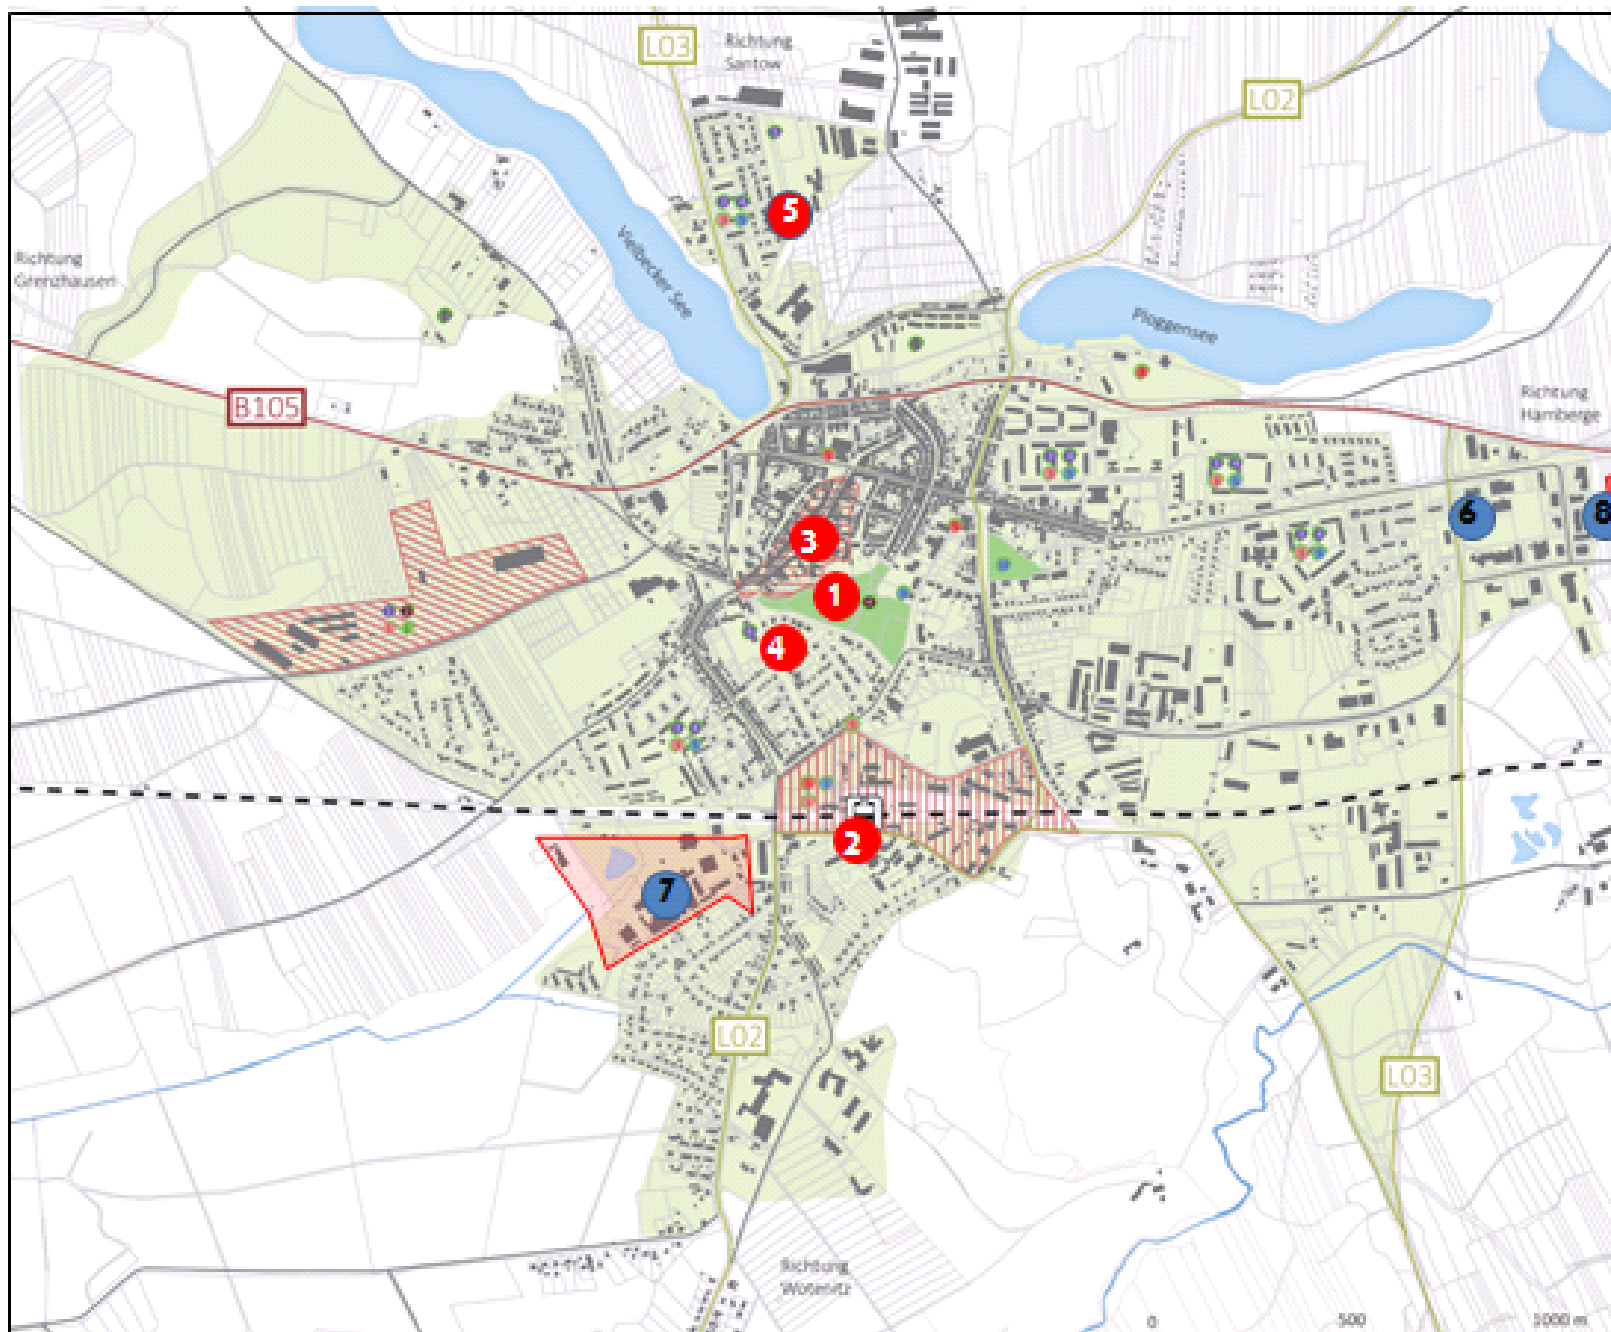 L03
Richtung
Santow
L02
5
Richtung
Grenzhausen
Vielbecker See
Ploggensee
B105
Richtung
Hamberge
6
8
3
1
4
2
7
L02
L03
Richtung
Wotenitz
0 500 1000 m